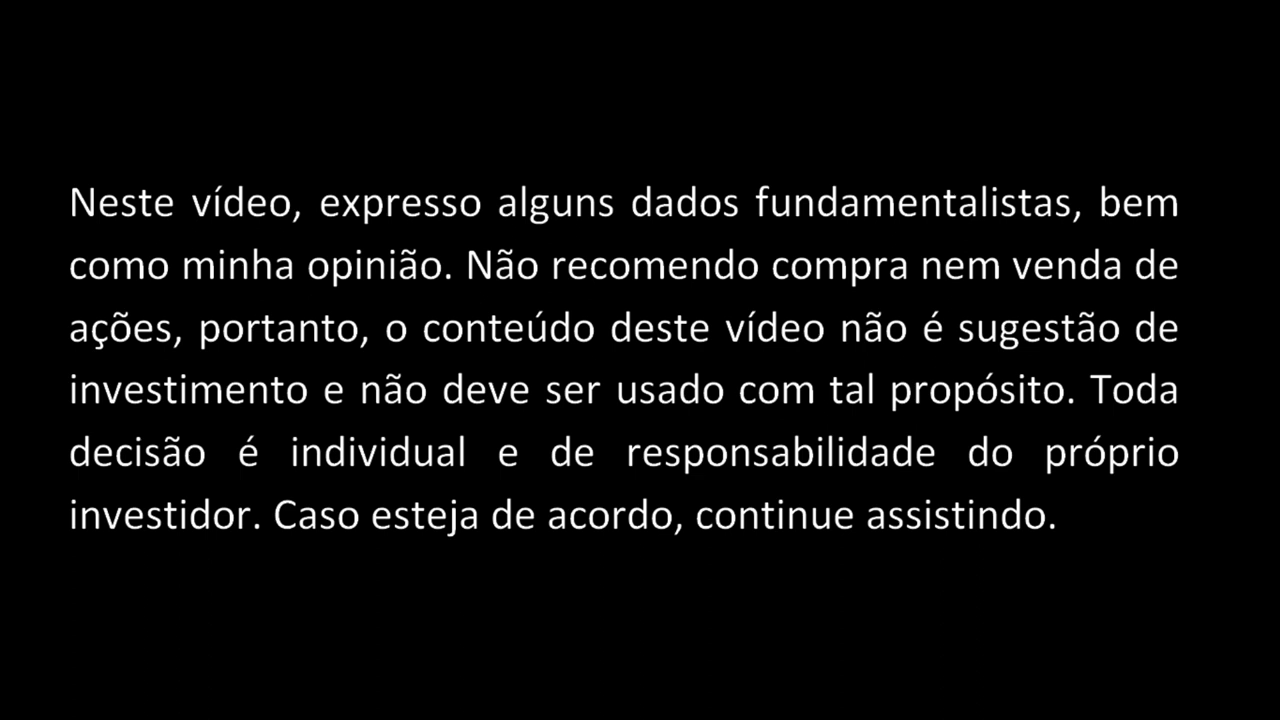 Neste vídeo, expresso alguns dados fundamentalistas, bem
como minha opinião. Não recomendo compra nem venda de
ações, portanto, o conteúdo deste vídeo não é sugestão de
investimento e não deve ser usado com tal propósito. Toda
decisão é individual e de responsabilidade do próprio
investidor. Caso esteja de acordo, continue assistindo.